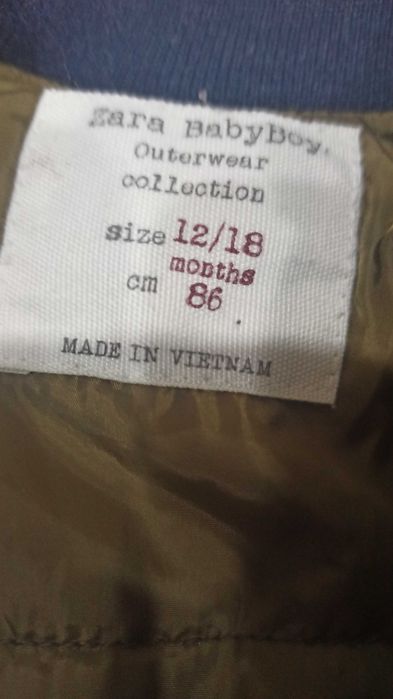 Zara BabyBoy.
Outerwear
collection
size 12/18
months
cm 86
MADE IN VIETNAM